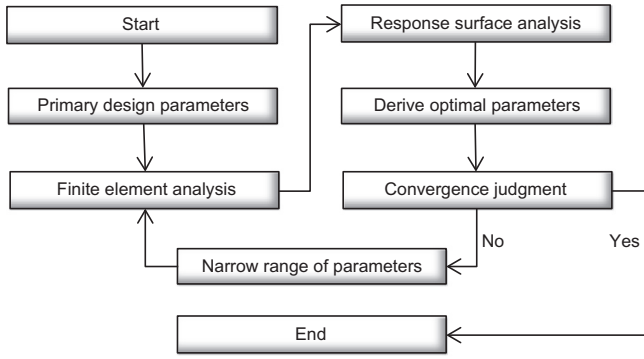 Start
Primary design parameters
Finite element analysis
Response surface analysis
Derive optimal parameters
Convergence judgment
No
Yes
Narrow range of parameters
End